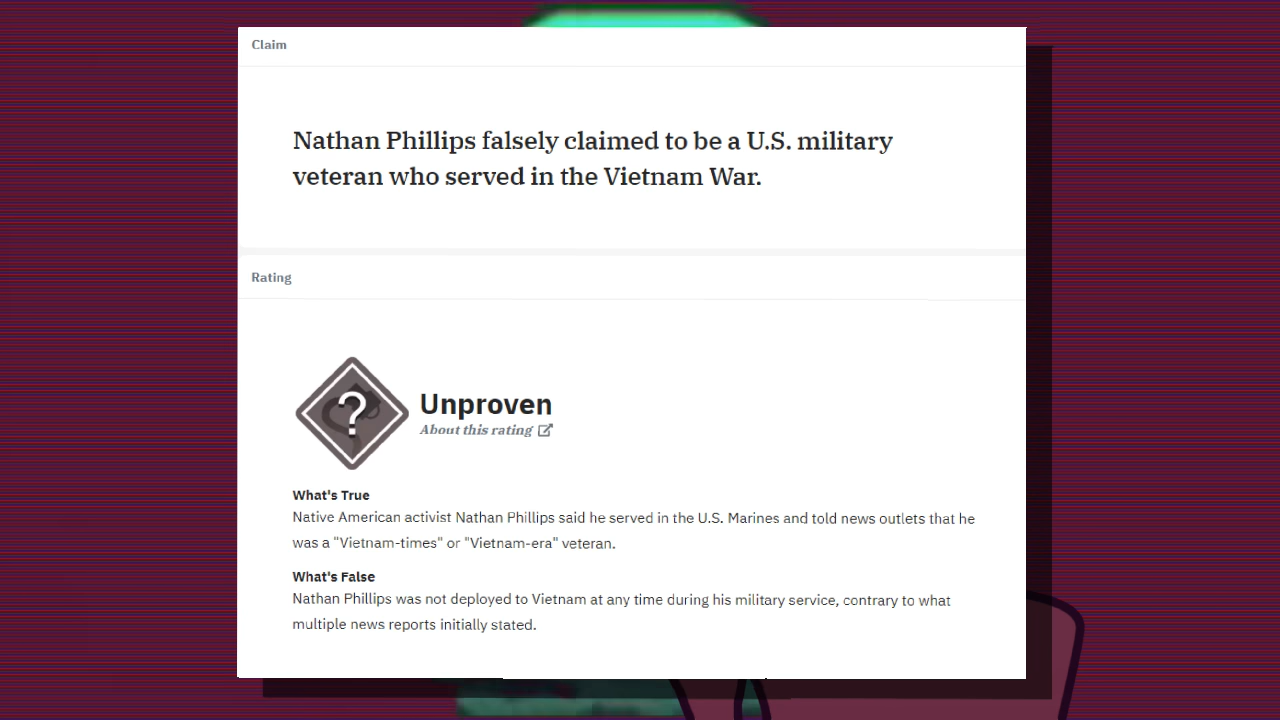 Claim
Nathan Phillips falsely claimed to be a U.S. military
veteran who served in the Vietnam War.
Rating
?
Unproven
About this rating
What's True
Native American activist Nathan Phillips said he served in the U.S. Marines and told news outlets that he
was a "Vietnam-times" or "Vietnam-era" veteran.
What's False
Nathan Phillips was not deployed to Vietnam at any time during his military service, contrary to what
multiple news reports initially stated.